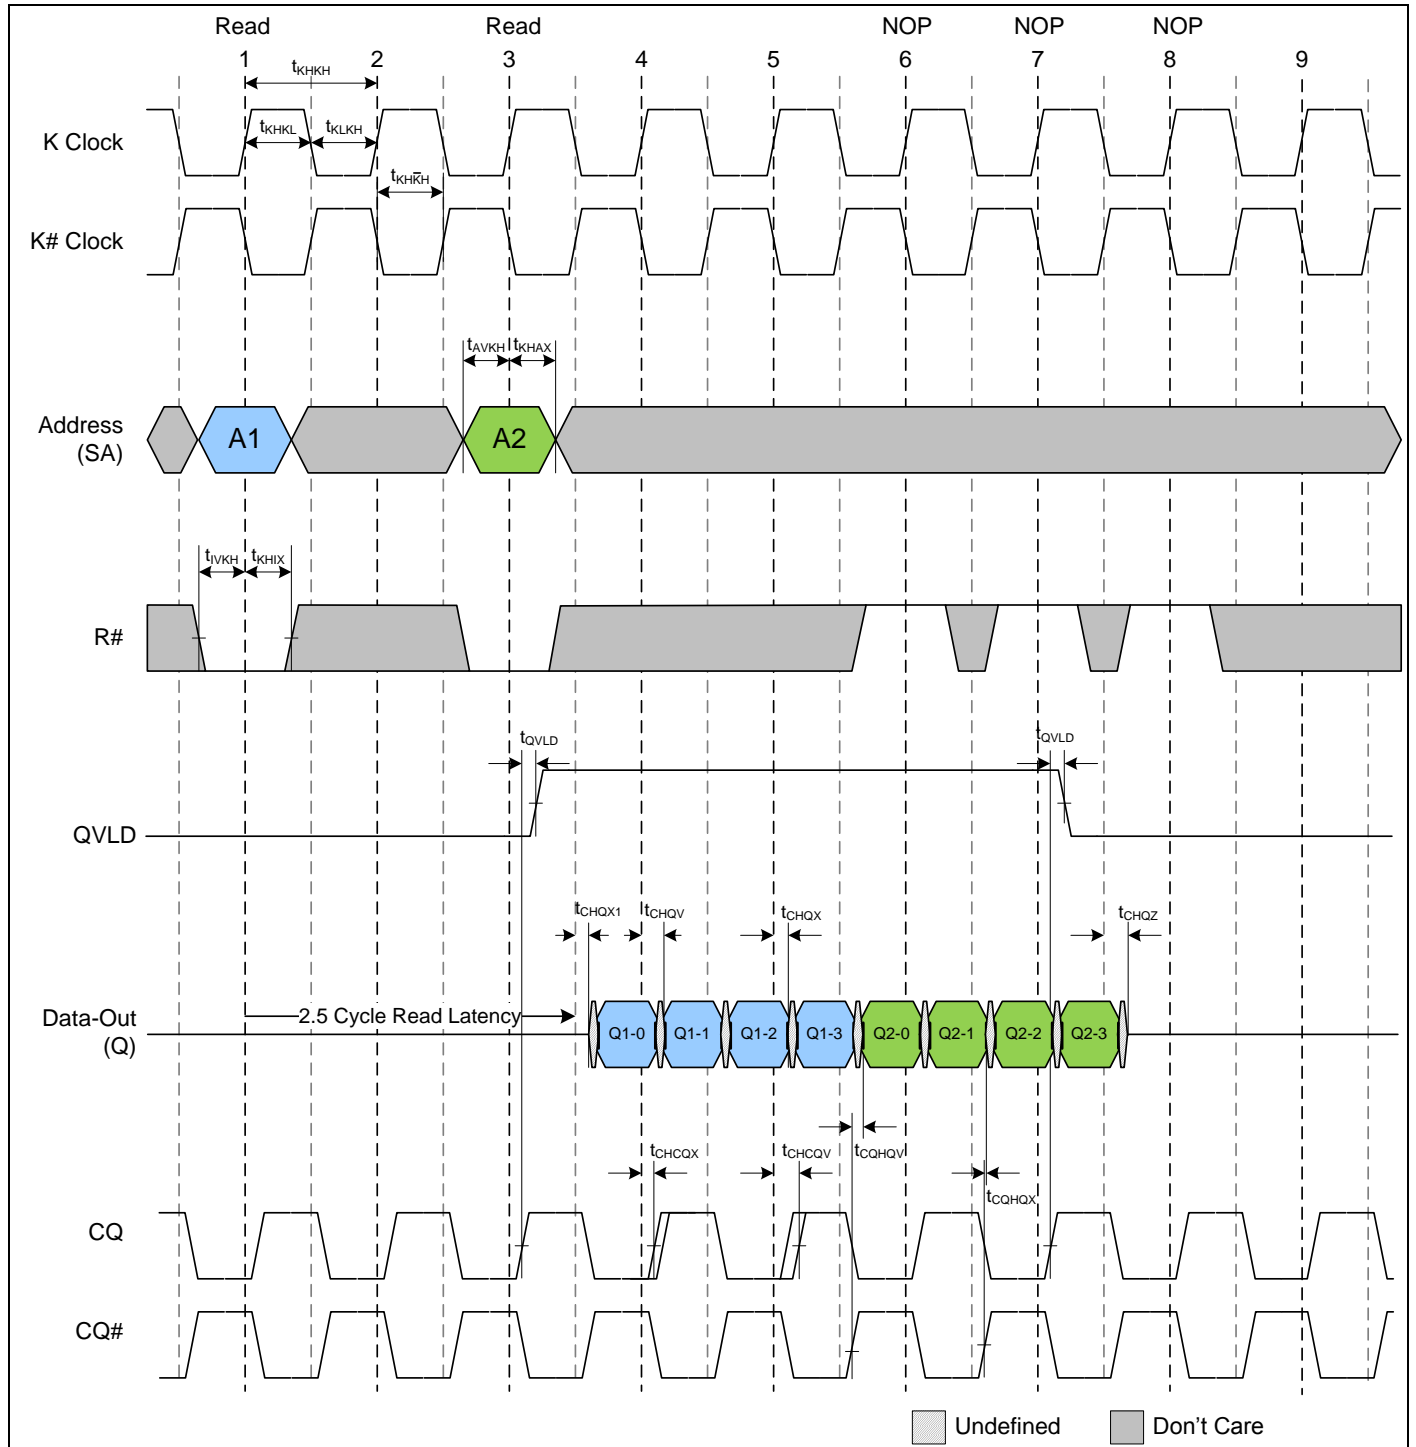 Read Read NOP NOP NOP
1 2 3 4 5 6 7 8 9
tKHKH
K Clock
tKHKL tKLKH
tKHK̅H
K# Clock
tAVKH tKHAX
Address
(SA)
A1 A2
tIVKH tKHIX
R#
tQVLD tQVLD
QVLD
tCHQX1 tCHQV tCHQX tCHQZ
Data-Out
(Q)
2.5 Cycle Read Latency
Q1-0 Q1-1 Q1-2 Q1-3 Q2-0 Q2-1 Q2-2 Q2-3
tCHCQX tCHCQV tCQHQV
tCQHQX
CQ
CQ#
Undefined Don't Care